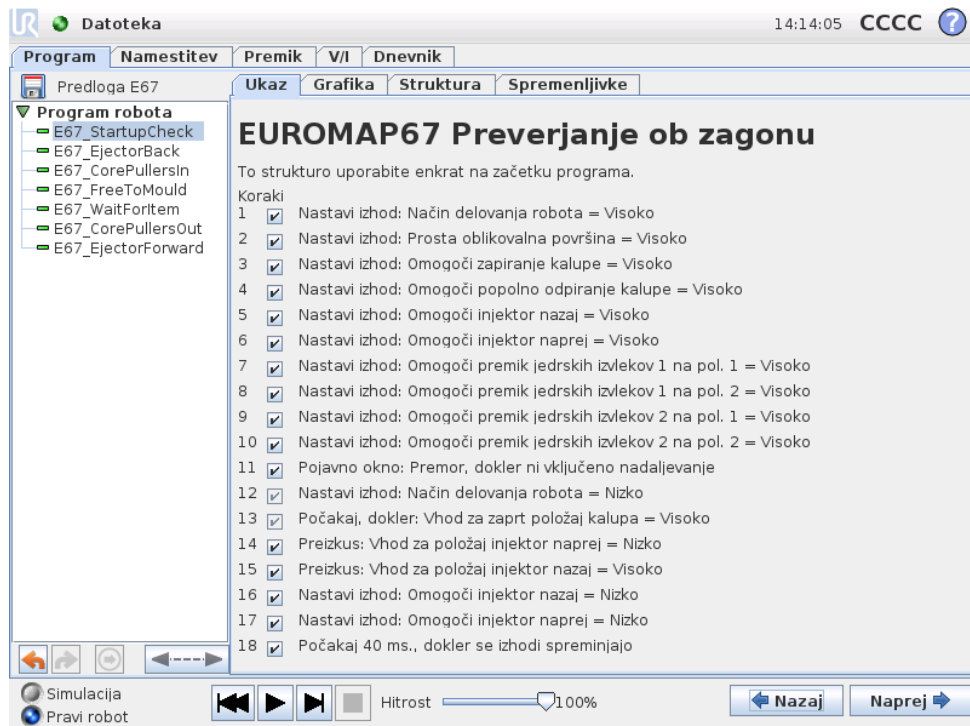 UR Datoteka 14:14:05 CCCC ?
Program Namestitev Premik V/I Dnevnik
Predloga E67
Ukaz Grafika Struktura Spremenljivke
Program robota
E67_StartupCheck
E67_EjectorBack
E67_CorePullersIn
E67_FreeToMould
E67_WaitForItem
E67_CorePullersOut
E67_EjectorForward
EUROMAP67 Preverjanje ob zagonu
To strukturo uporabite enkrat na začetku programa.
Koraki
1 Nastavi izhod: Način delovanja robota = Visoko
2 Nastavi izhod: Prosta oblikovalna površina = Visoko
3 Nastavi izhod: Omogoči zapiranje kalupe = Visoko
4 Nastavi izhod: Omogoči popolno odpiranje kalupe = Visoko
5 Nastavi izhod: Omogoči injektor nazaj = Visoko
6 Nastavi izhod: Omogoči injektor naprej = Visoko
7 Nastavi izhod: Omogoči premik jedrskih izvlekov 1 na pol. 1 = Visoko
8 Nastavi izhod: Omogoči premik jedrskih izvlekov 1 na pol. 2 = Visoko
9 Nastavi izhod: Omogoči premik jedrskih izvlekov 2 na pol. 1 = Visoko
10 Nastavi izhod: Omogoči premik jedrskih izvlekov 2 na pol. 2 = Visoko
11 Pojavno okno: Premor, dokler ni vključeno nadaljevanje
12 Nastavi izhod: Način delovanja robota = Nizko
13 Počakaj, dokler: Vhod za zaprt položaj kalupa = Visoko
14 Preizkus: Vhod za položaj injektor naprej = Nizko
15 Preizkus: Vhod za položaj injektor nazaj = Visoko
16 Nastavi izhod: Omogoči injektor nazaj = Nizko
17 Nastavi izhod: Omogoči injektor naprej = Nizko
18 Počakaj 40 ms., dokler se izhodi spreminjajo
Simulacija
Pravi robot
Hitrost 100%
Nazaj Naprej